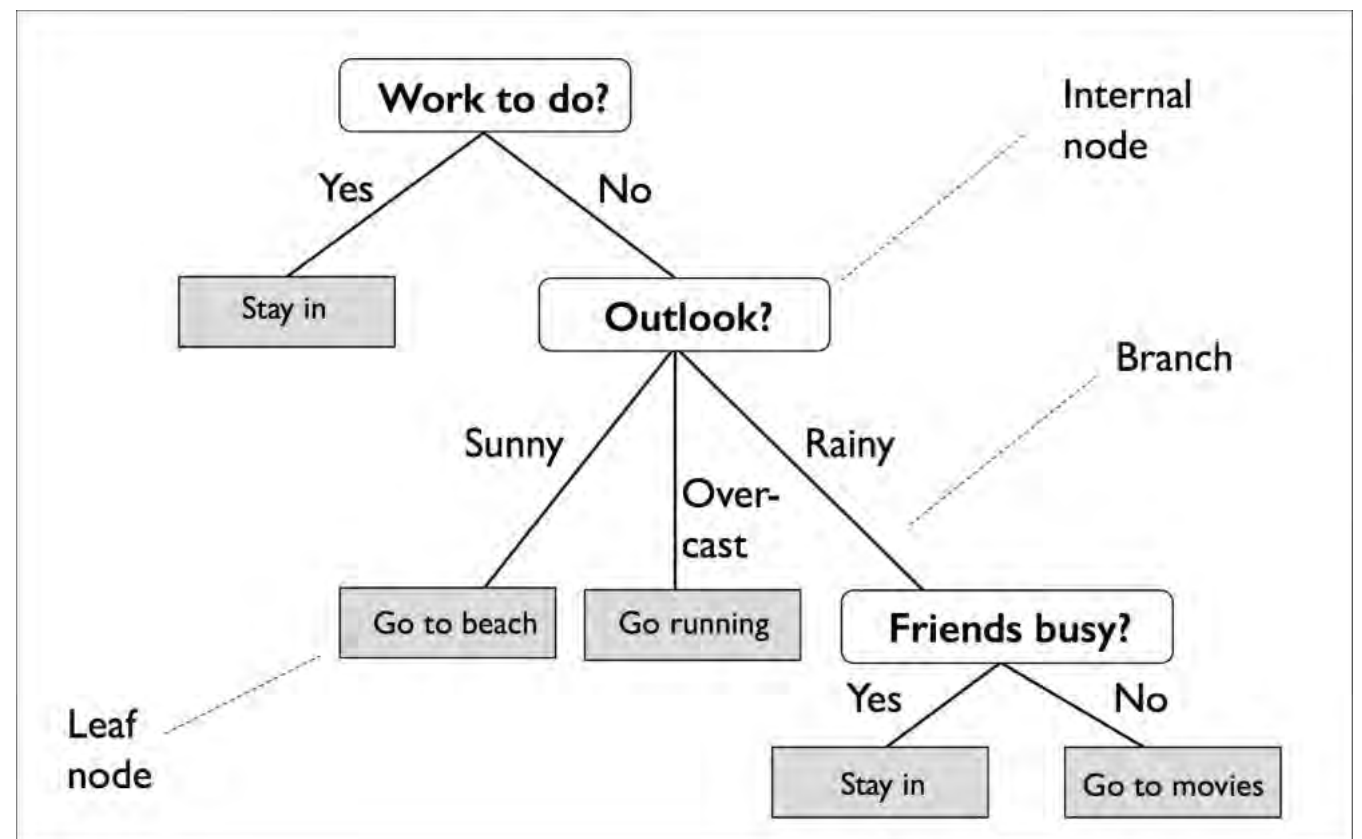 Work to do?
Internal
node
Yes
No
Stay in
Outlook?
Branch
Sunny
Rainy
Over-
cast
Go to beach
Go running
Friends busy?
Yes
No
Leaf
node
Stay in
Go to movies